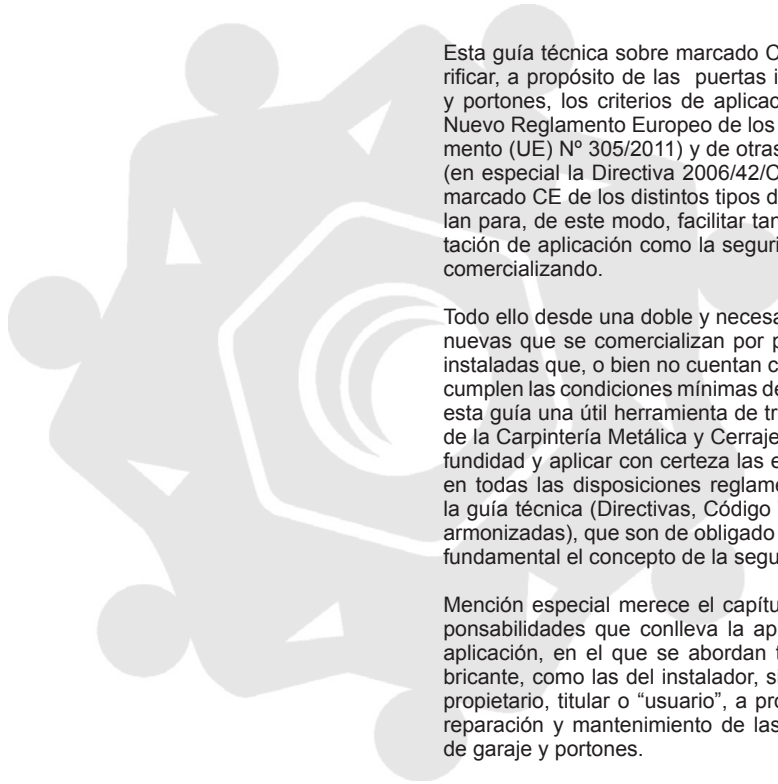 Esta guía técnica sobre marcado C
rificar, a propósito de las puertas i
y portones, los criterios de aplicac
Nuevo Reglamento Europeo de los
mento (UE) Nº 305/2011) y de otras
(en especial la Directiva 2006/42/C
marcado CE de los distintos tipos d
lan para, de este modo, facilitar tan
tación de aplicación como la seguri
comercializando.
Todo ello desde una doble y necesa
nuevas que se comercializan por p
instaladas que, o bien no cuentan c
cumplen las condiciones mínimas de
esta guía una útil herramienta de tr
de la Carpintería Metálica y Cerraje
fundidad y aplicar con certeza las e
en todas las disposiciones reglame
la guía técnica (Directivas, Código
armonizadas), que son de obligado
fundamental el concepto de la segu
Mención especial merece el capítu
ponsabilidades que conlleva la ap
aplicación, en el que se abordan t
bricante, como las del instalador, si
propietario, titular o “usuario”, a pro
reparación y mantenimiento de las
de garaje y portones.